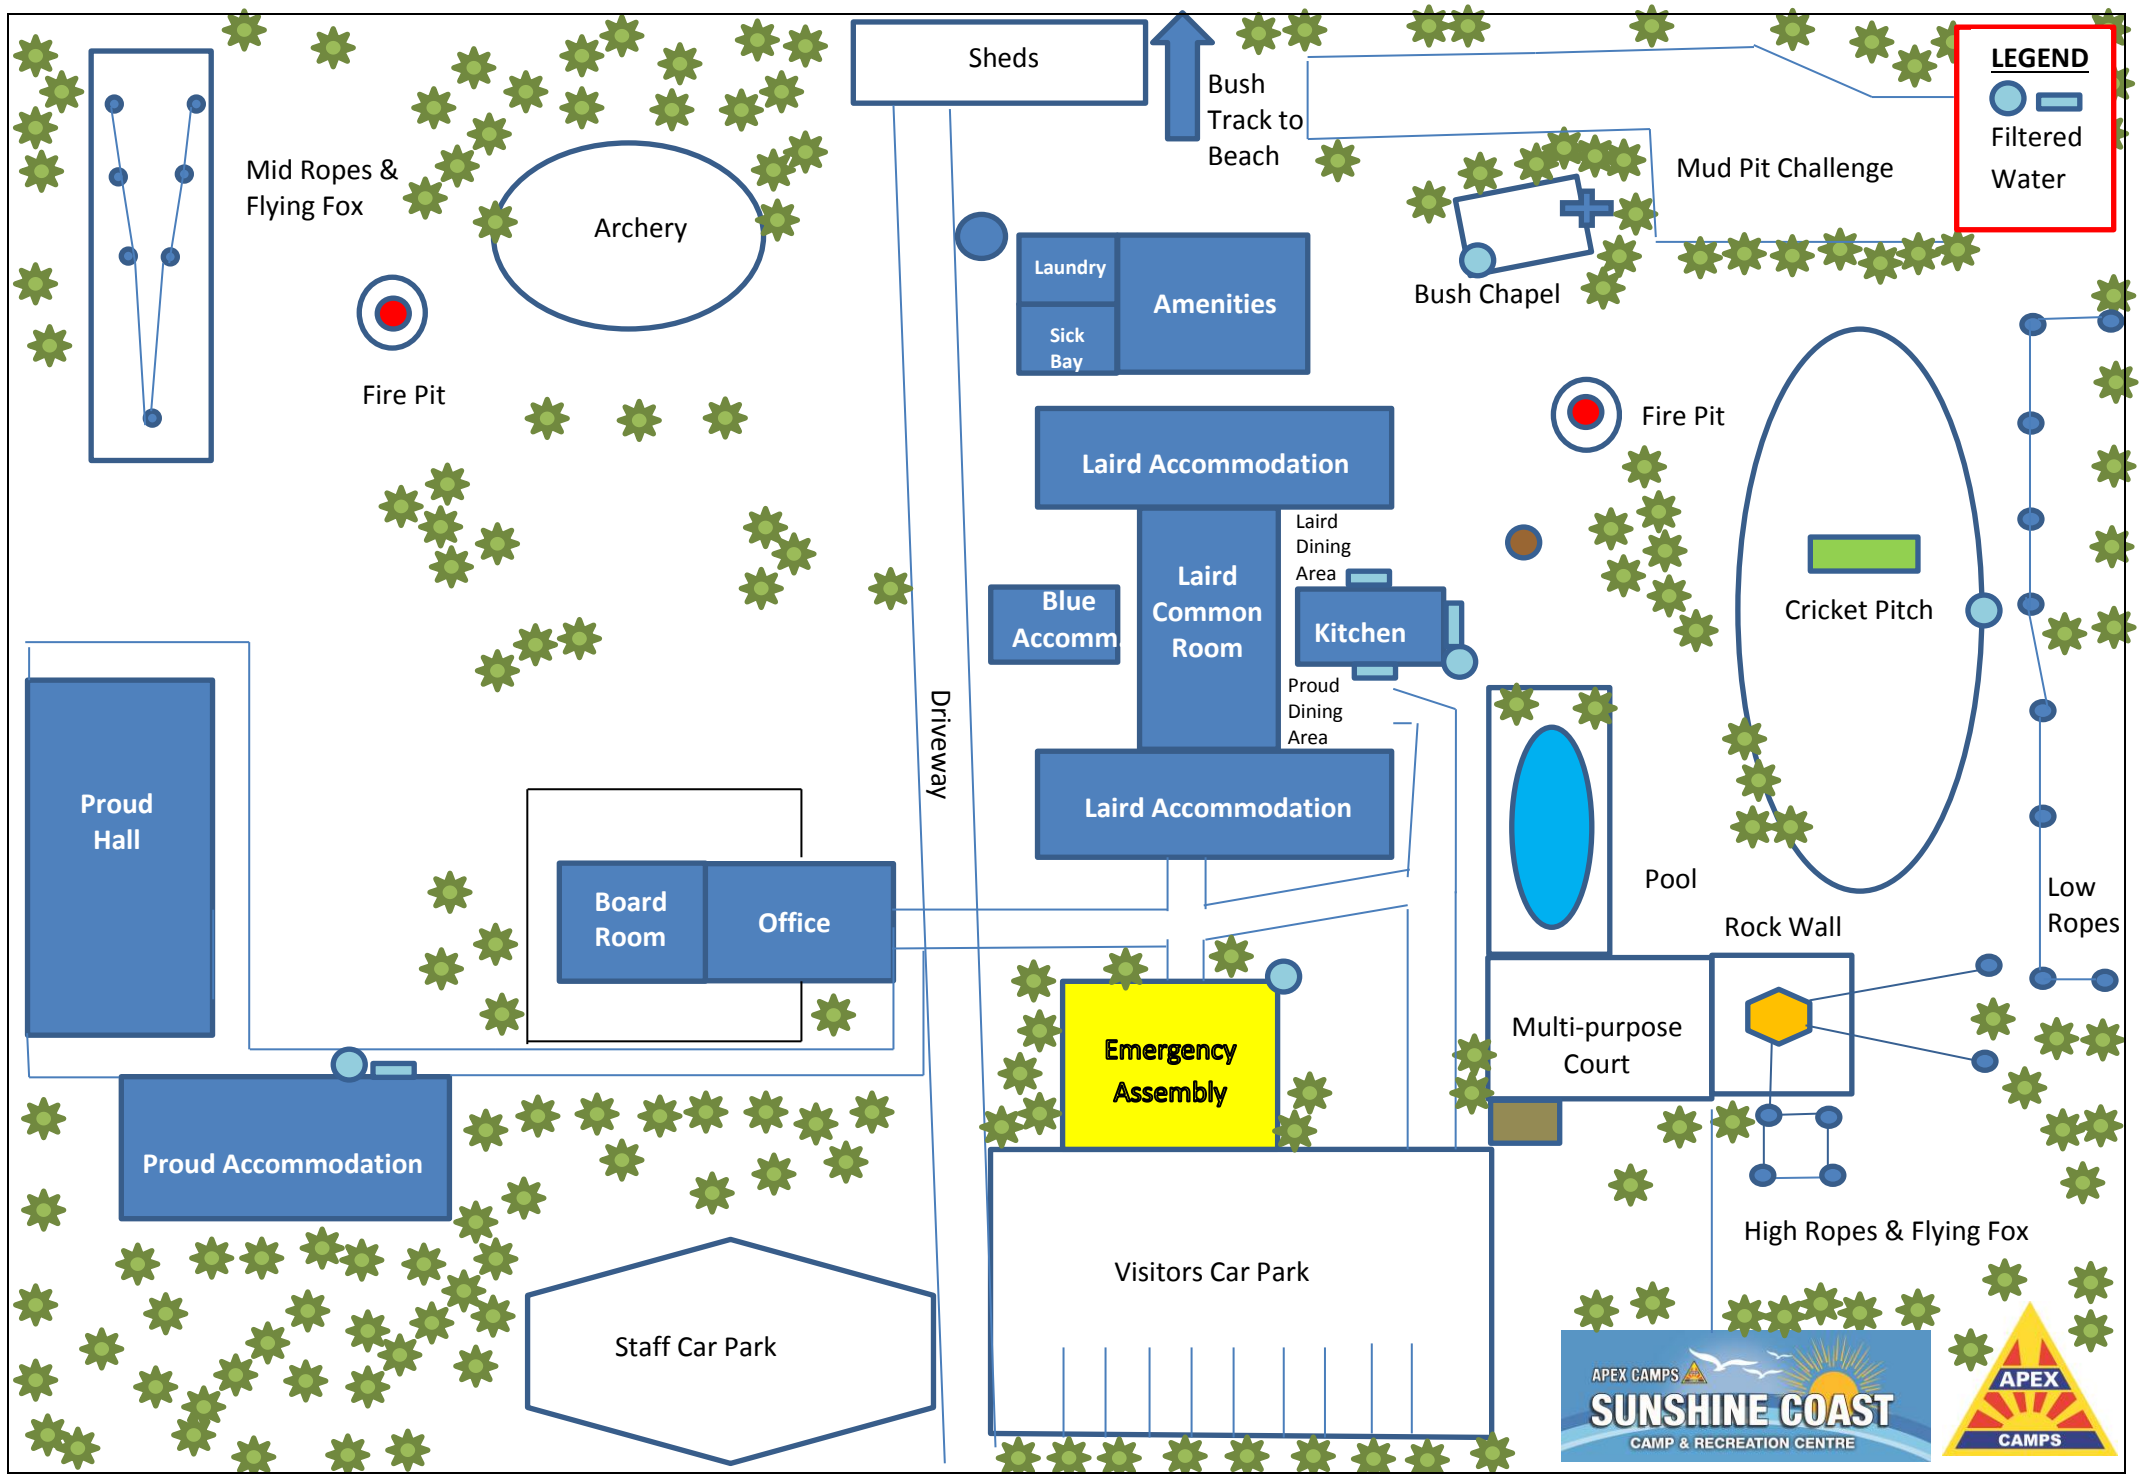 Sheds
Bush
Track to
Beach
LEGEND
Filtered
Water
Mid Ropes &
Flying Fox
Archery
Mud Pit Challenge
Laundry
Amenities
Sick
Bay
Bush Chapel
Fire Pit
Fire Pit
Laird Accommodation
Laird
Dining
Area
Laird
Common
Room
Blue
Accomm.
Kitchen
Cricket Pitch
Proud
Dining
Area
Driveway
Proud
Hall
Laird Accommodation
Pool
Low
Ropes
Board
Room
Office
Rock Wall
Emergency
Assembly
Multi-purpose
Court
Proud Accommodation
High Ropes & Flying Fox
Visitors Car Park
Staff Car Park
APEX CAMPS
SUNSHINE COAST
CAMP & RECREATION CENTRE
APEX
CAMPS